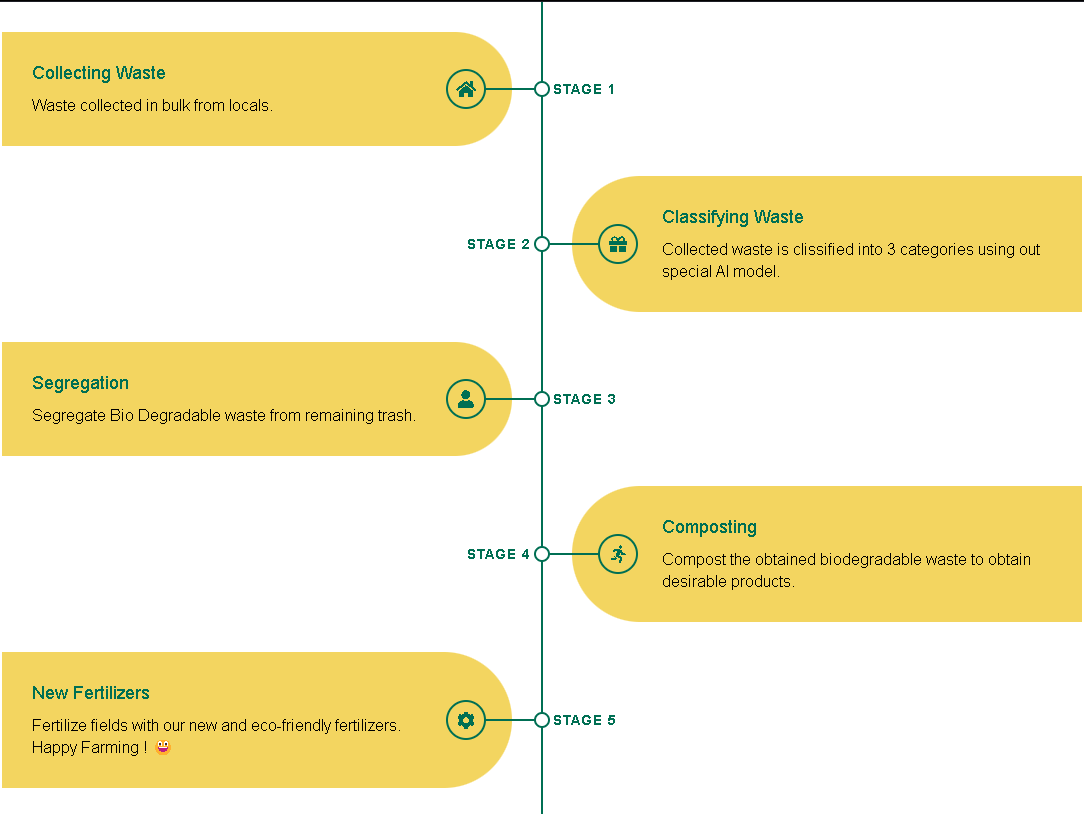 Collecting Waste
Waste collected in bulk from locals.
STAGE 1
STAGE 2
Classifying Waste
Collected waste is clissified into 3 categories using out
special AI model.
Segregation
Segregate Bio Degradable waste from remaining trash.
STAGE 3
STAGE 4
Composting
Compost the obtained biodegradable waste to obtain
desirable products.
New Fertilizers
Fertilize fields with our new and eco-friendly fertilizers.
Happy Farming ! 😀
STAGE 5